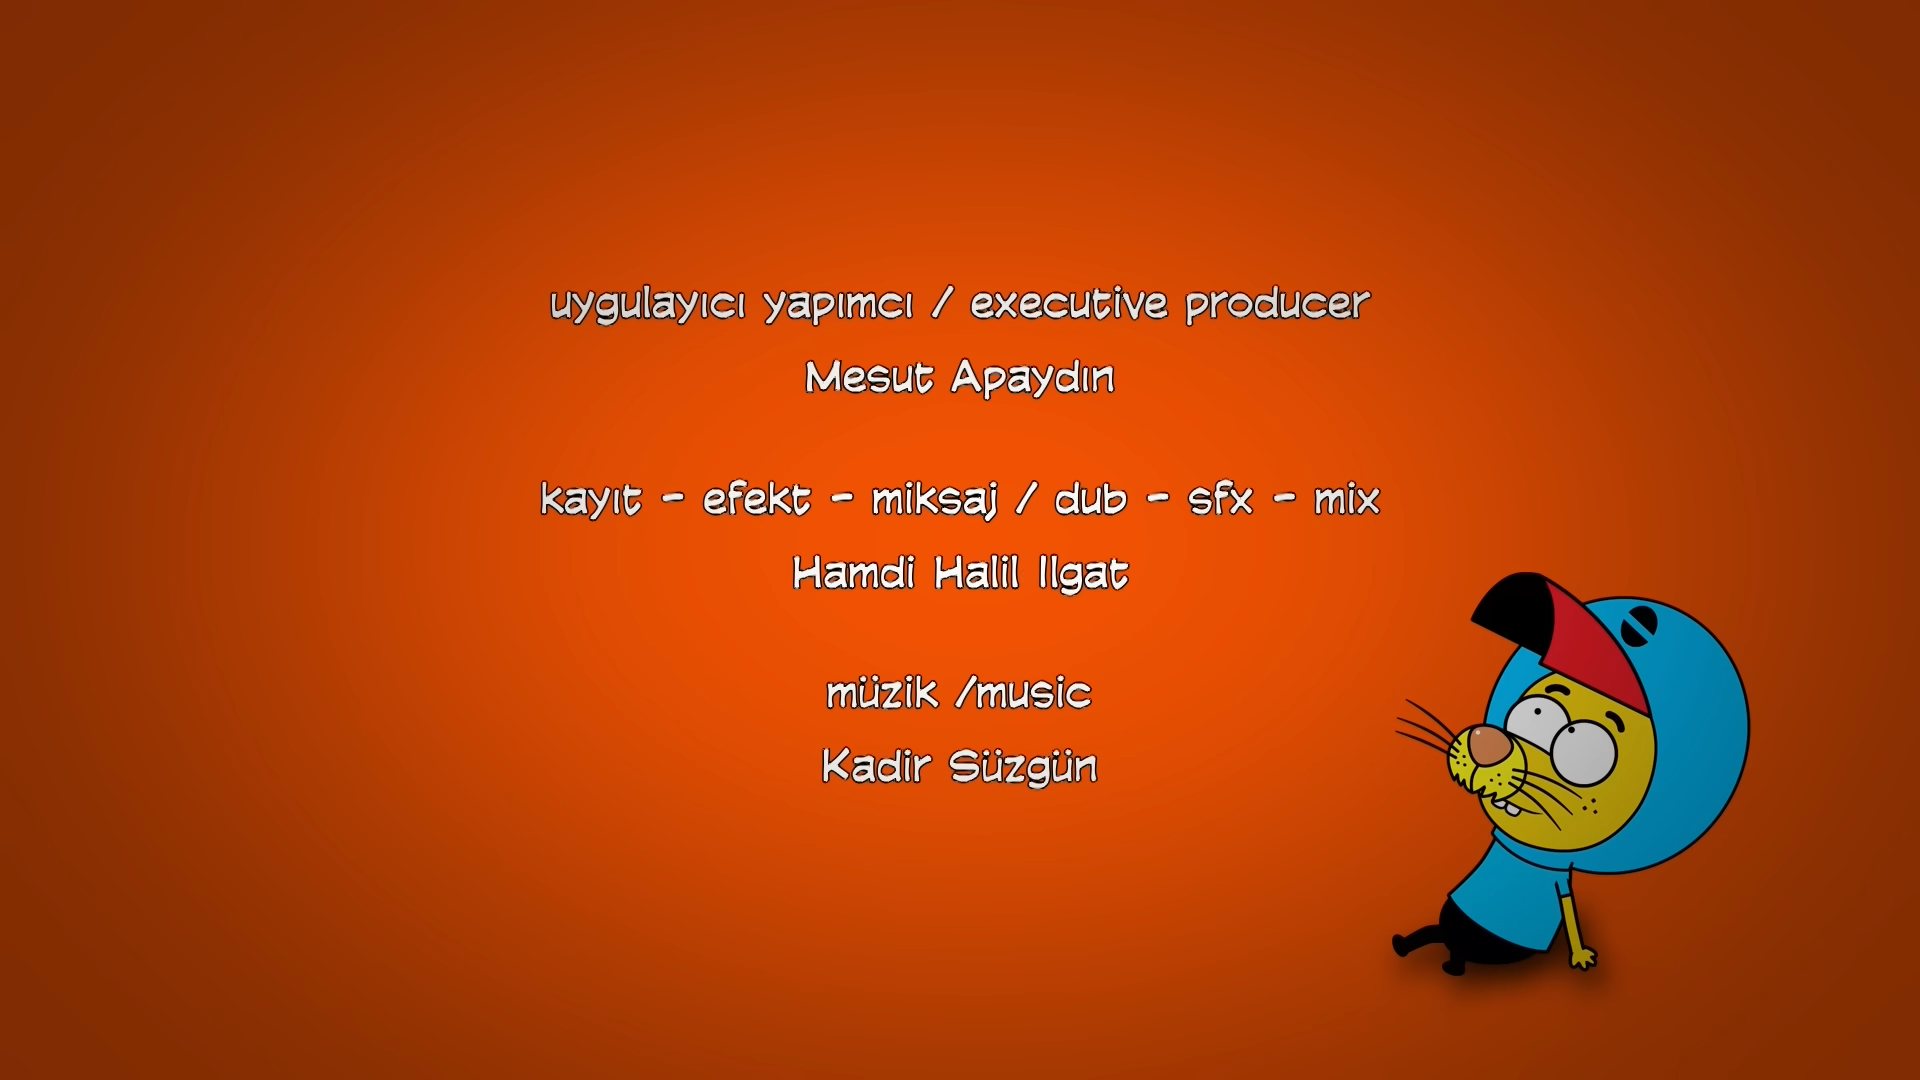 uygulayıcı yapımcı / executive producer
Mesut Apaydın
kayıt - efekt - miksaj / dub - sfx - mix
Hamdi Halil Ilgat
müzik /music
Kadir Süzgün